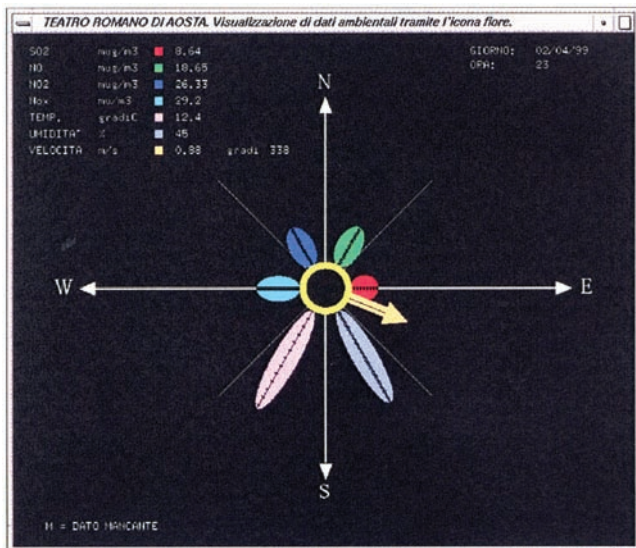 TEATRO ROMANO DI AOSTA. Visualizzazione di dati ambientali tramite l'icona fiore.
SO2 mug/m3 8.64
NO mug/m3 18.65
NO2 mug/m3 26.33
Nox mu/m3 29.2
TEMP. gradiC 12.4
UMIDITA' % 45
VELOCITA m/s 0.88 gradi 338
GIORNO: 02/04/99
ORA: 23
N
W
E
S
M = DATO MANCANTE